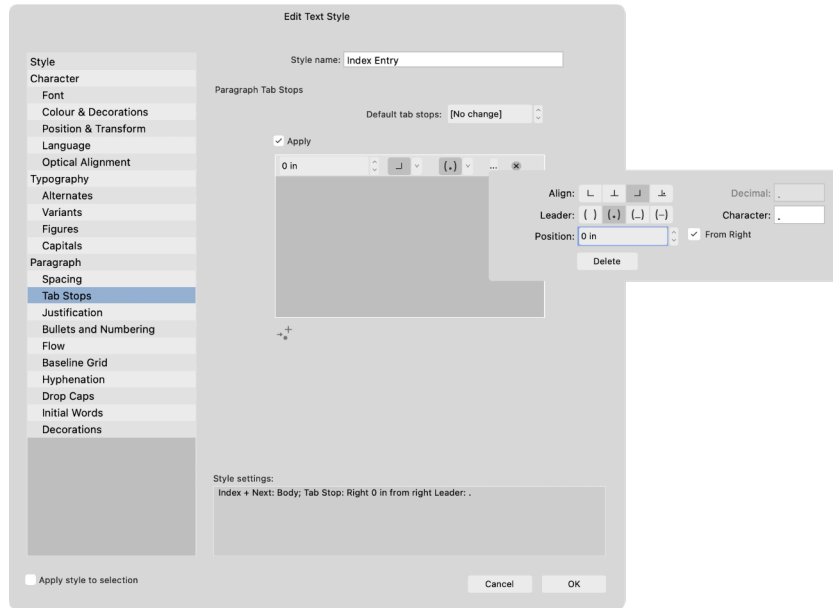 Edit Text Style
Style name: Index Entry
Style
Character
Font
Colour & Decorations
Position & Transform
Language
Optical Alignment
Typography
Alternates
Variants
Figures
Capitals
Paragraph
Spacing
Tab Stops
Justification
Bullets and Numbering
Flow
Baseline Grid
Hyphenation
Drop Caps
Initial Words
Decorations
Paragraph Tab Stops
Default tab stops: [No change]
Apply
0 in (.) ...
Align: Decimal: .
Leader: ( ) (.) (_) (-) Character: .
Position: 0 in From Right
Delete
Style settings:
Index + Next: Body; Tab Stop: Right 0 in from right Leader: .
Apply style to selection
Cancel OK